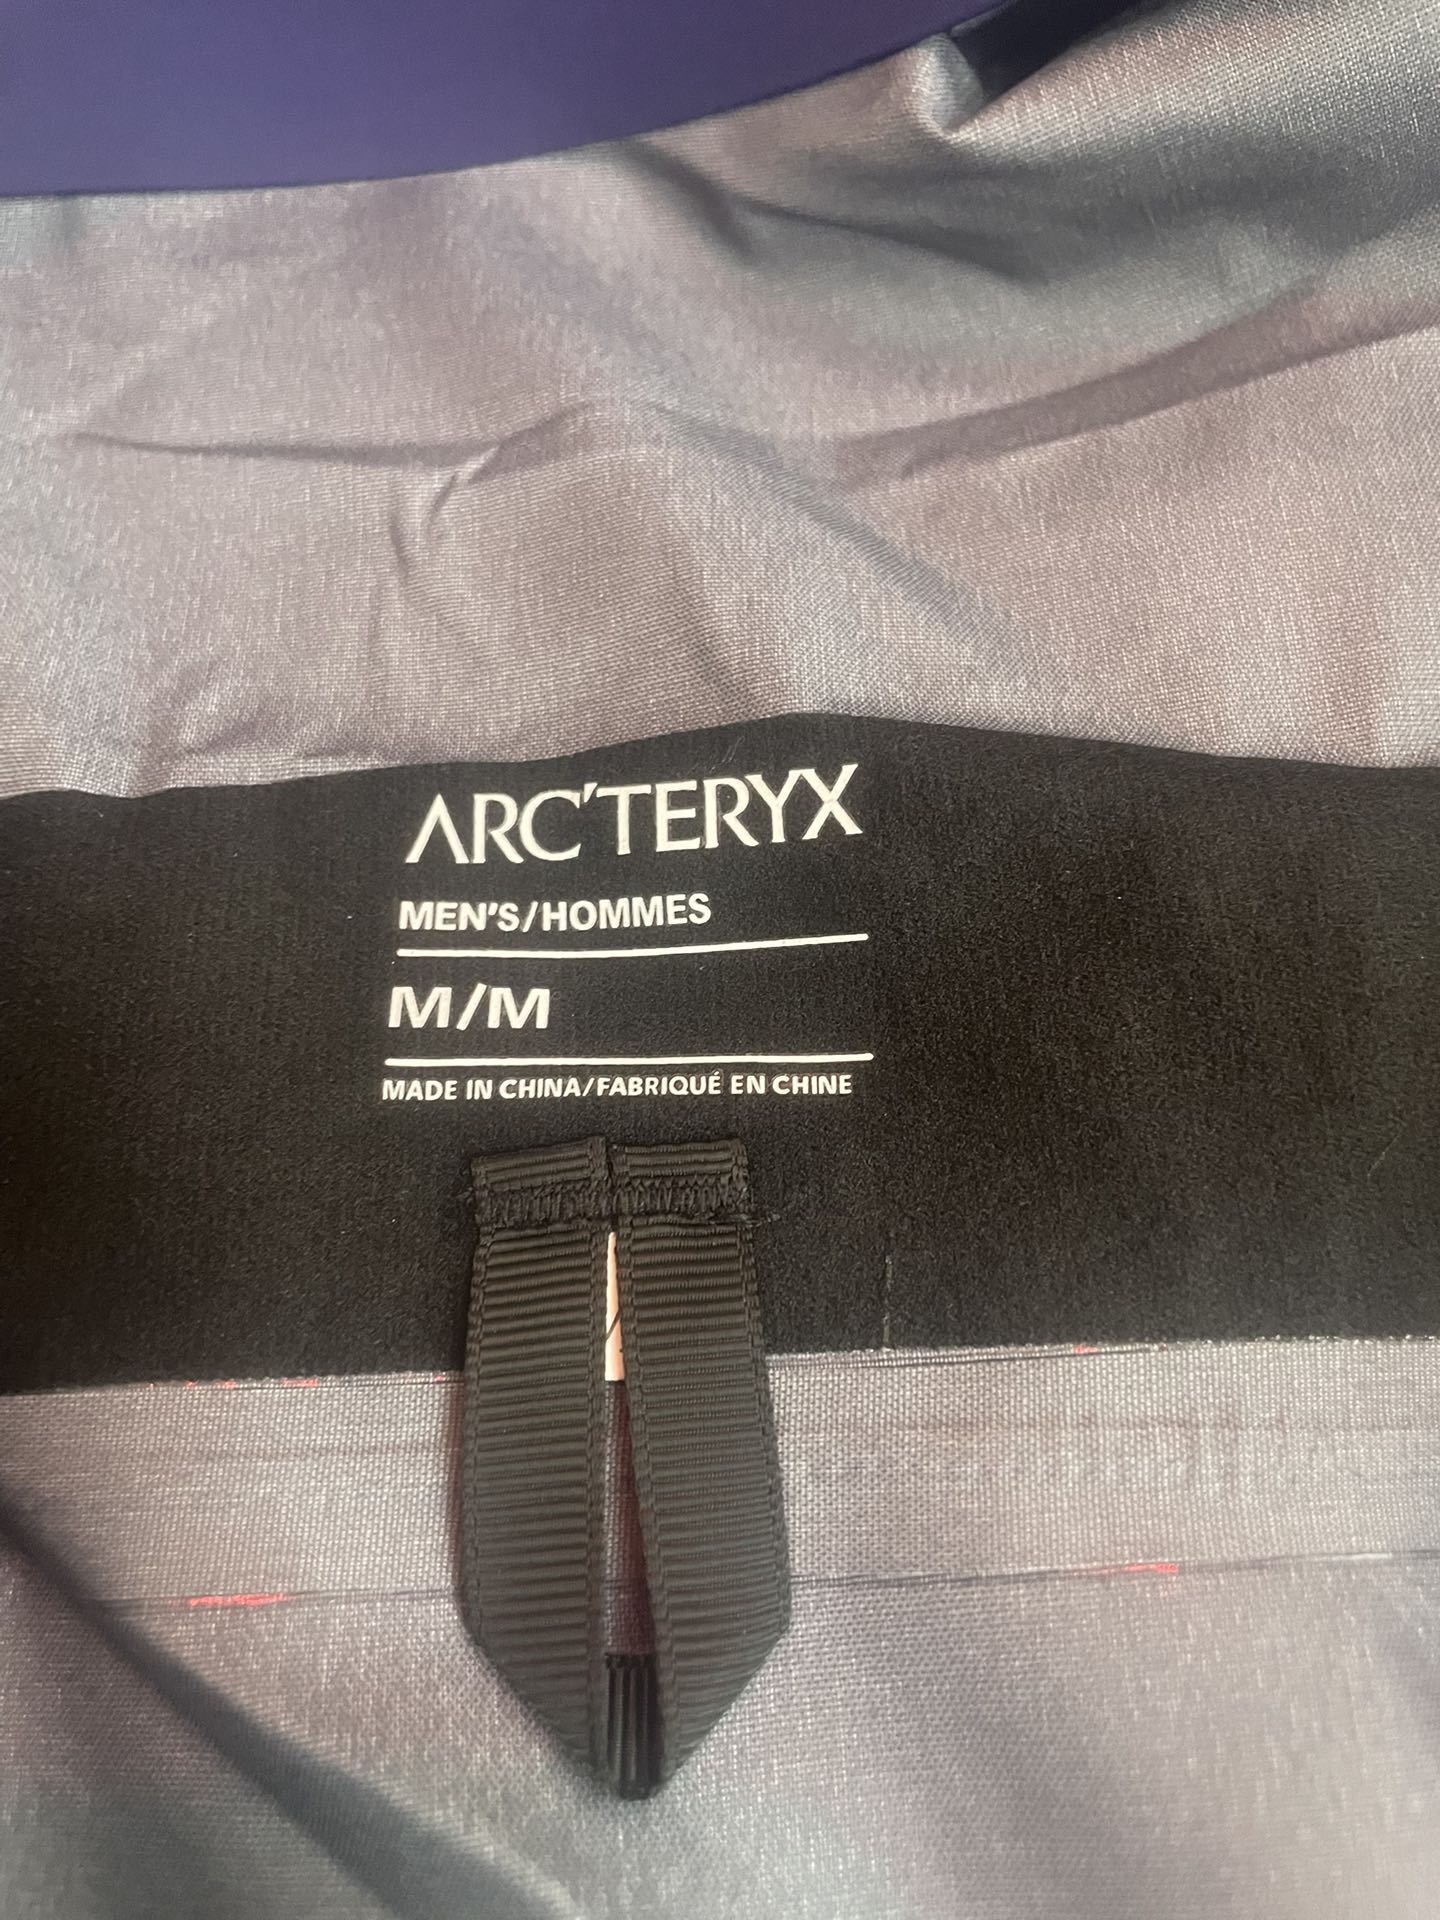 ARC'TERYX
MEN'S/HOMMES
M/M
MADE IN CHINA/FABRIQUÉ EN CHINE